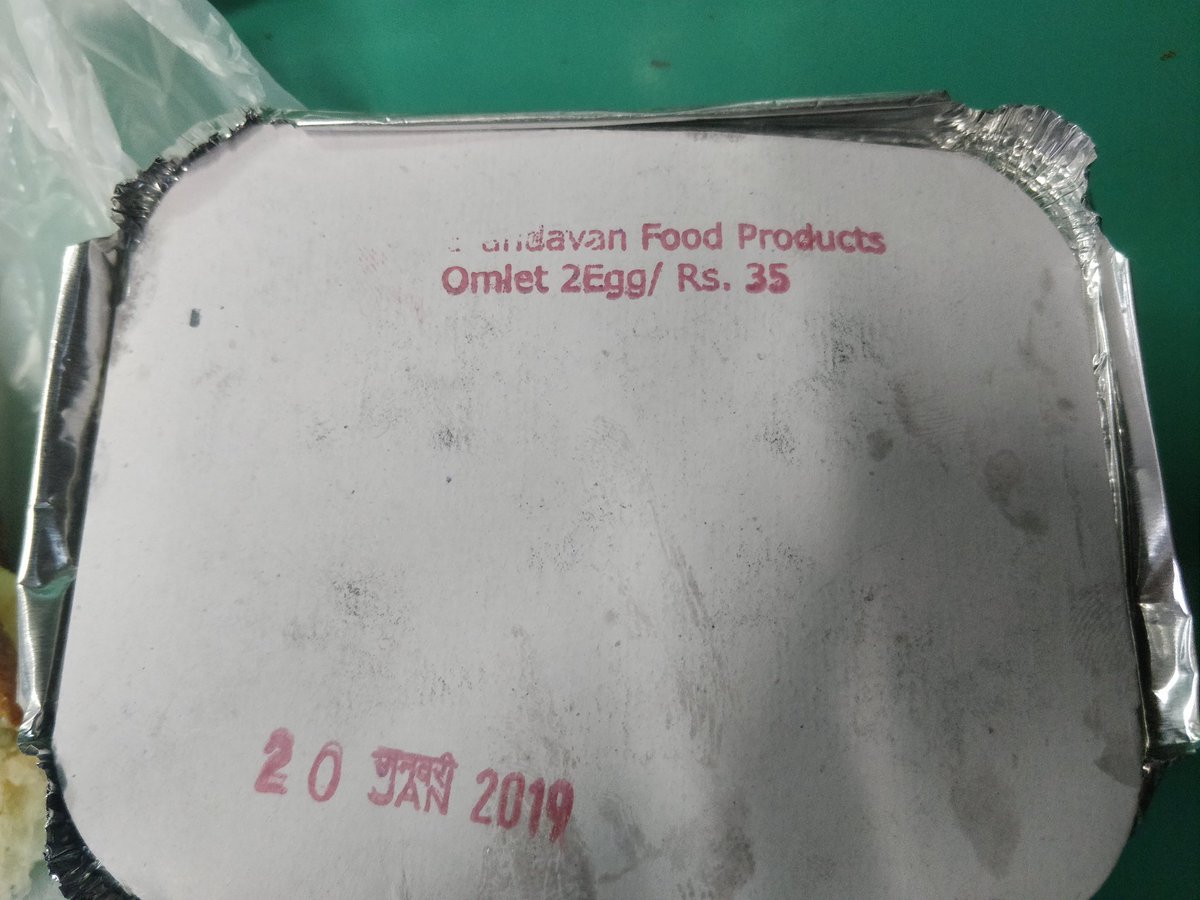 Food Products
Omlet 2Egg/ Rs. 35
20 जनवरी 2019
JAN